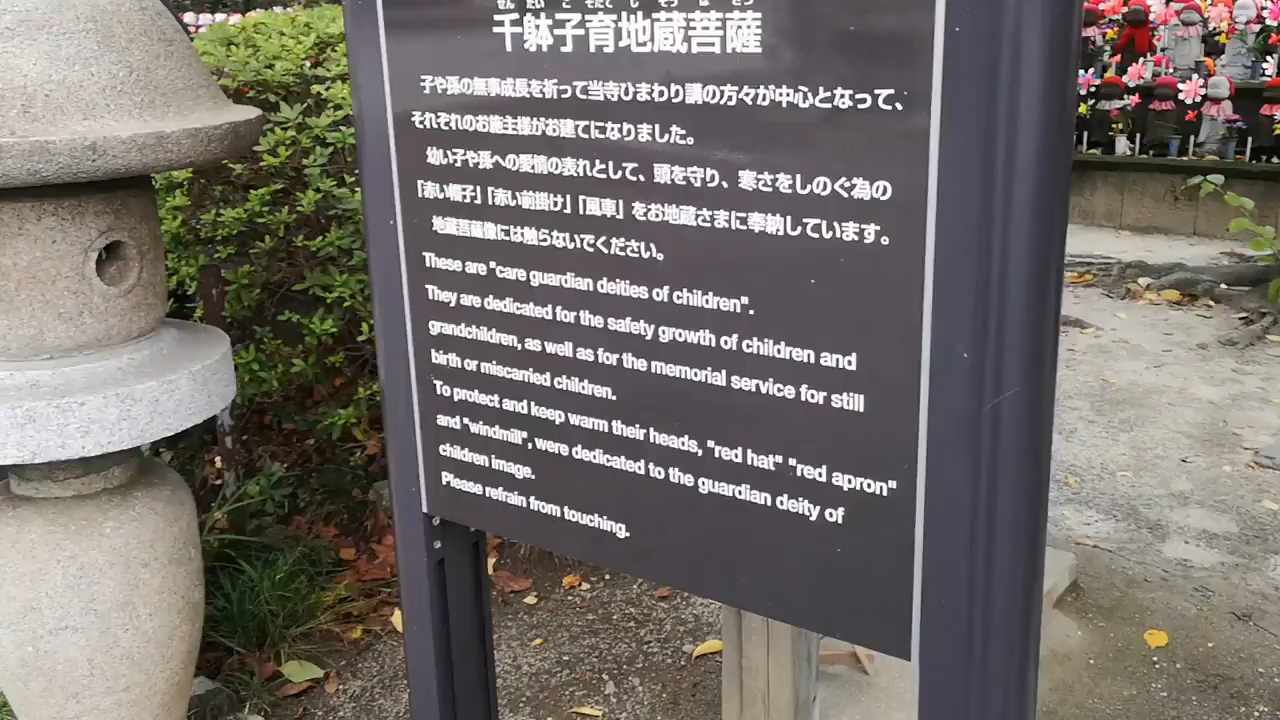 せんたいこそだてじぞうぼさつ
千躰子育地蔵菩薩
子や孫の無事成長を祈って当寺ひまわり講の方々が中心となって、
それぞれのお施主様がお建てになりました。
幼い子や孫への愛情の表れとして、頭を守り、寒さをしのぐ為の
「赤い帽子」「赤い前掛け」「風車」をお地蔵さまに奉納しています。
地蔵菩薩像には触らないでください。
These are "care guardian deities of children".
They are dedicated for the safety growth of children and
grandchildren, as well as for the memorial service for still
birth or miscarried children.
To protect and keep warm their heads, "red hat" "red apron"
and "windmill", were dedicated to the guardian deity of
children image.
Please refrain from touching.